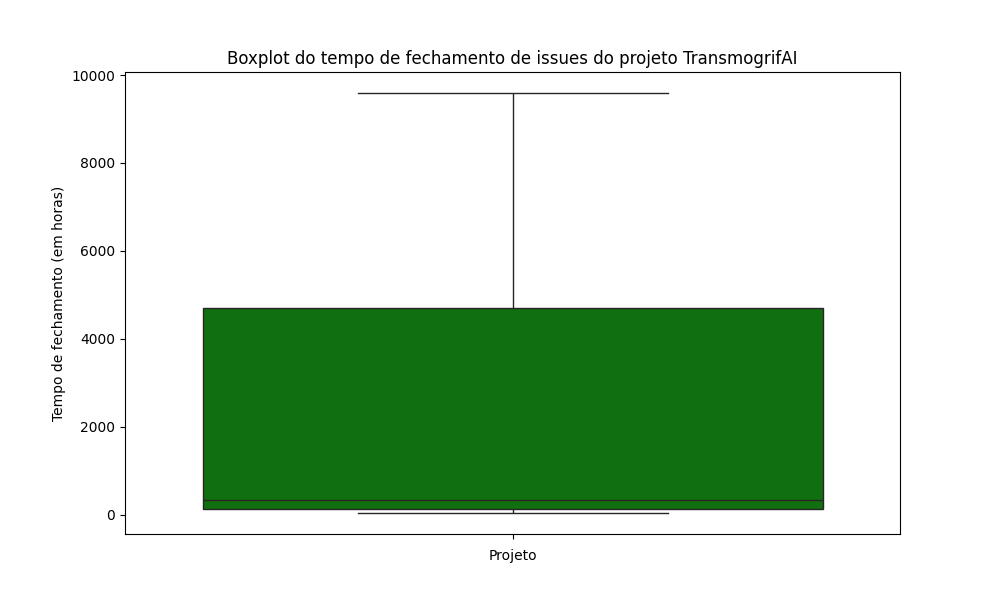 Boxplot do tempo de fechamento de issues do projeto TransmogrifAI
Tempo de fechamento (em horas)
10000
8000
6000
4000
2000
0
Projeto